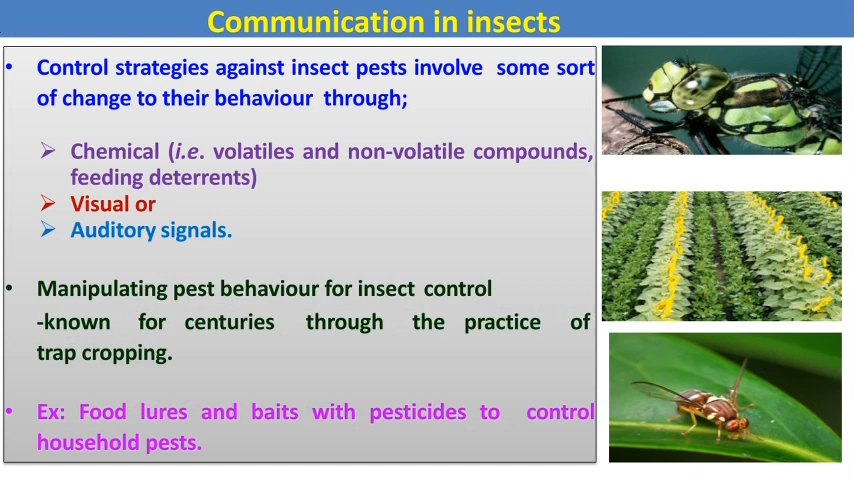 Communication in insects
• Control strategies against insect pests involve some sort
of change to their behaviour through;
➢ Chemical (i.e. volatiles and non-volatile compounds,
feeding deterrents)
➢ Visual or
➢ Auditory signals.
• Manipulating pest behaviour for insect control
-known for centuries through the practice of
trap cropping.
• Ex: Food lures and baits with pesticides to control
household pests.